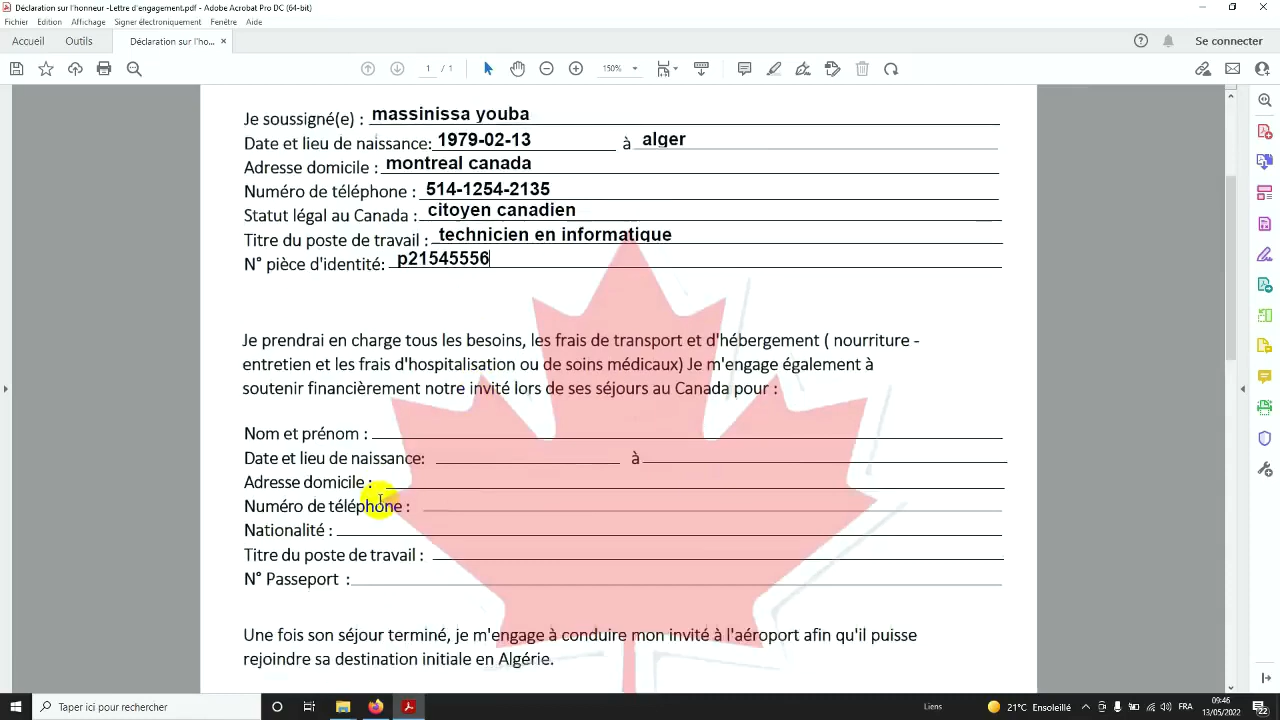 Déclaration sur l'honneur -Lettre d'engagement.pdf - Adobe Acrobat Pro DC (64-bit)
Fichier Edition Affichage Signer électroniquement Fenêtre Aide
Accueil Outils Déclaration sur l'ho... × Se connecter
1 / 1 150%
Je soussigné(e) : massinissa youba
Date et lieu de naissance: 1979-02-13 à alger
Adresse domicile : montreal canada
Numéro de téléphone : 514-1254-2135
Statut légal au Canada : citoyen canadien
Titre du poste de travail : technicien en informatique
N° pièce d'identité: p21545556
Je prendrai en charge tous les besoins, les frais de transport et d'hébergement ( nourriture -
entretien et les frais d'hospitalisation ou de soins médicaux) Je m'engage également à
soutenir financièrement notre invité lors de ses séjours au Canada pour :
Nom et prénom :
Date et lieu de naissance: à
Adresse domicile :
Numéro de téléphone :
Nationalité :
Titre du poste de travail :
N° Passeport :
Une fois son séjour terminé, je m'engage à conduire mon invité à l'aéroport afin qu'il puisse
rejoindre sa destination initiale en Algérie.
Taper ici pour rechercher Liens 21°C Ensoleillé FRA 09:46
13/05/2022 22